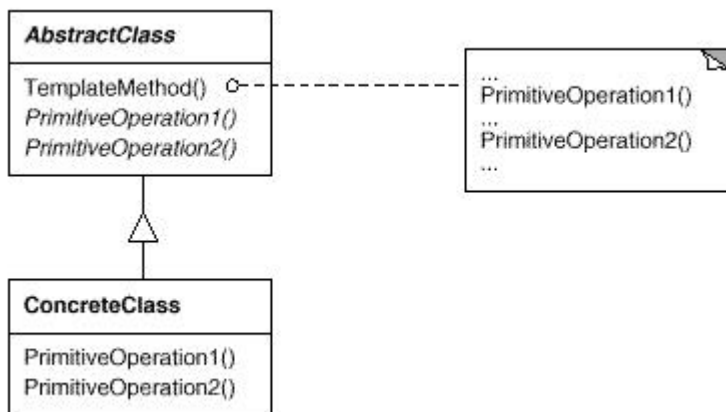 AbstractClass
TemplateMethod()
PrimitiveOperation1()
PrimitiveOperation2()
...
PrimitiveOperation1()
...
PrimitiveOperation2()
...
ConcreteClass
PrimitiveOperation1()
PrimitiveOperation2()